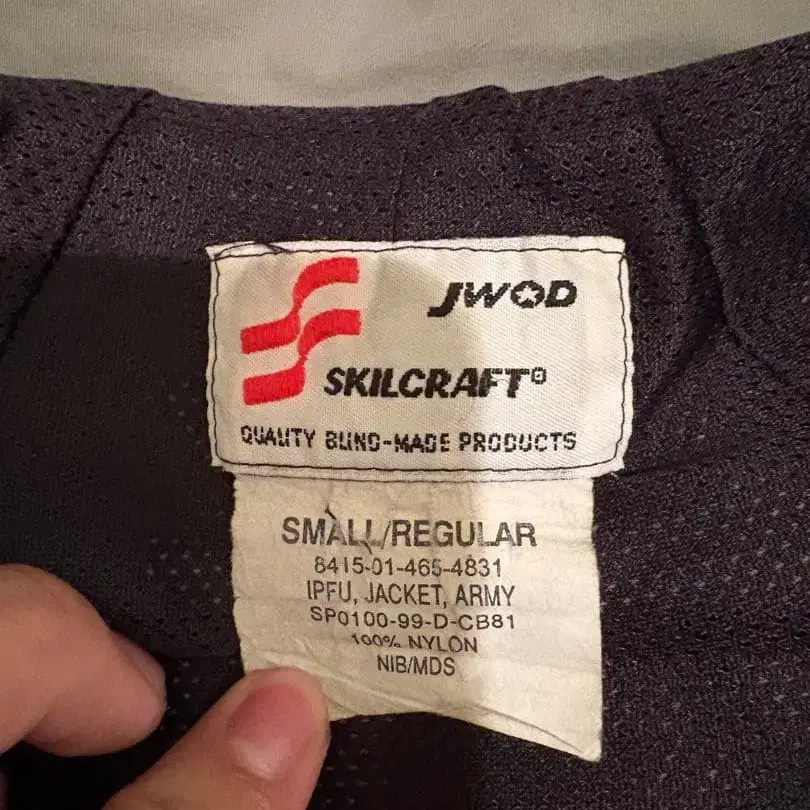 JWOD
SKILCRAFT®
QUALITY BLIND-MADE PRODUCTS
SMALL/REGULAR
8415-01-465-4831
IPFU, JACKET, ARMY
SP0100-99-D-CB81
100% NYLON
NIB/MDS